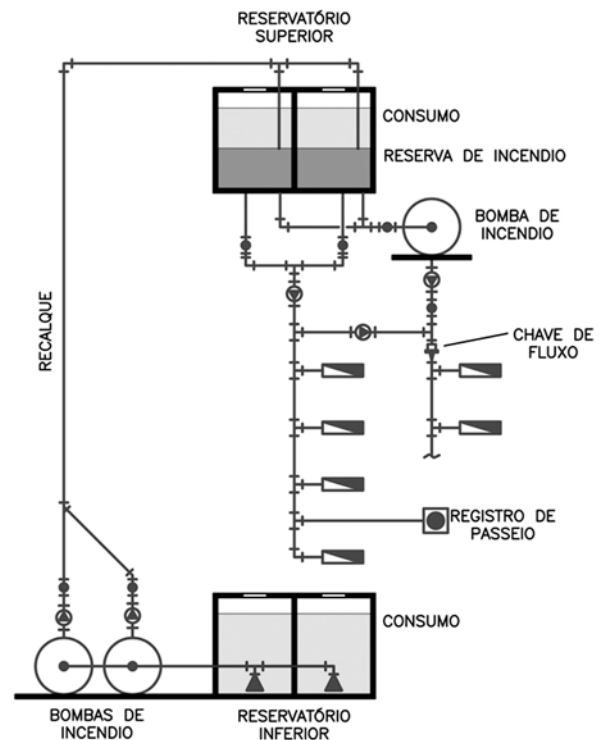 RESERVATÓRIO
SUPERIOR
CONSUMO
RESERVA DE INCENDIO
BOMBA DE
INCENDIO
CHAVE DE
FLUXO
RECALQUE
REGISTRO DE
PASSEIO
CONSUMO
BOMBAS DE
INCENDIO
RESERVATÓRIO
INFERIOR